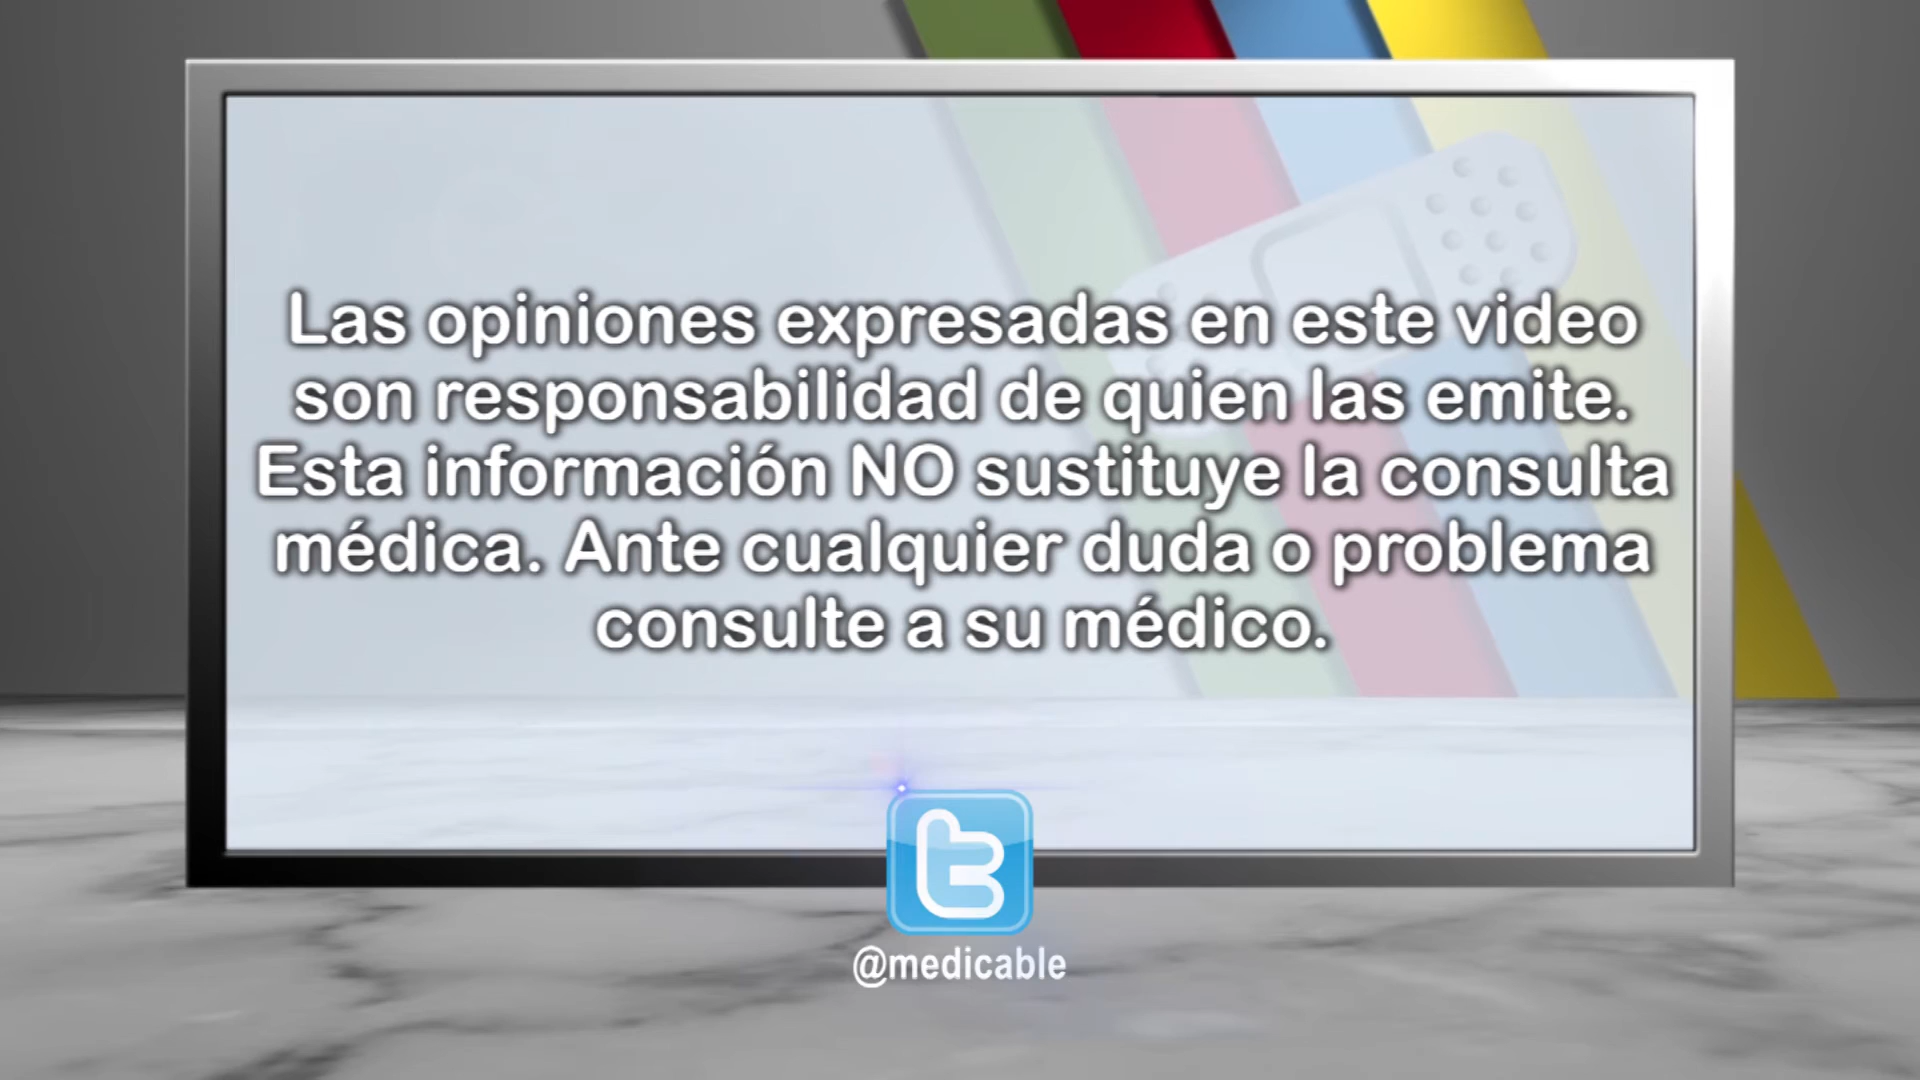 Las opiniones expresadas en este video
son responsabilidad de quien las emite.
Esta información NO sustituye la consulta
médica. Ante cualquier duda o problema
consulte a su médico.
@medicable